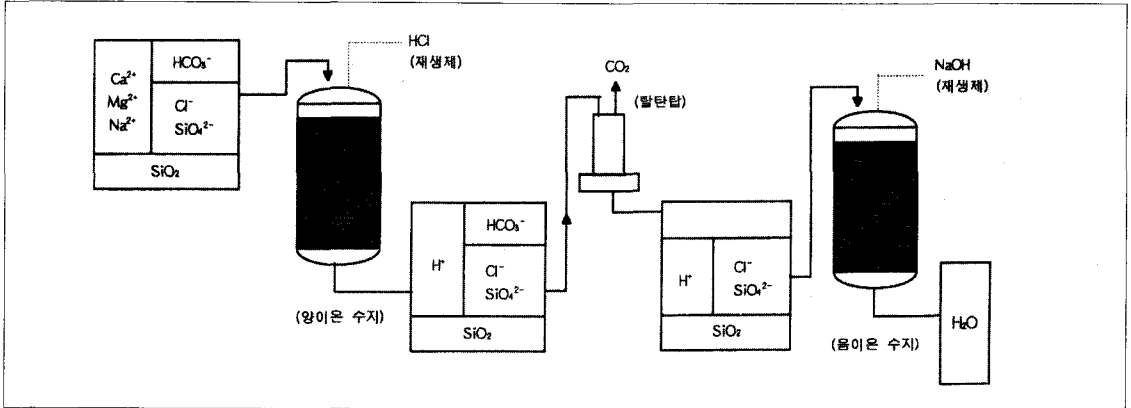 Ca²⁺
Mg²⁺
Na²⁺
HCO₃⁻
Cl⁻
SiO₄²⁻
SiO₂
HCl
(재생제)
(양이온 수지)
H⁺
HCO₃⁻
Cl⁻
SiO₄²⁻
SiO₂
CO₂
(탈탄탑)
H⁺
Cl⁻
SiO₄²⁻
SiO₂
NaOH
(재생제)
(음이온 수지)
H₂O